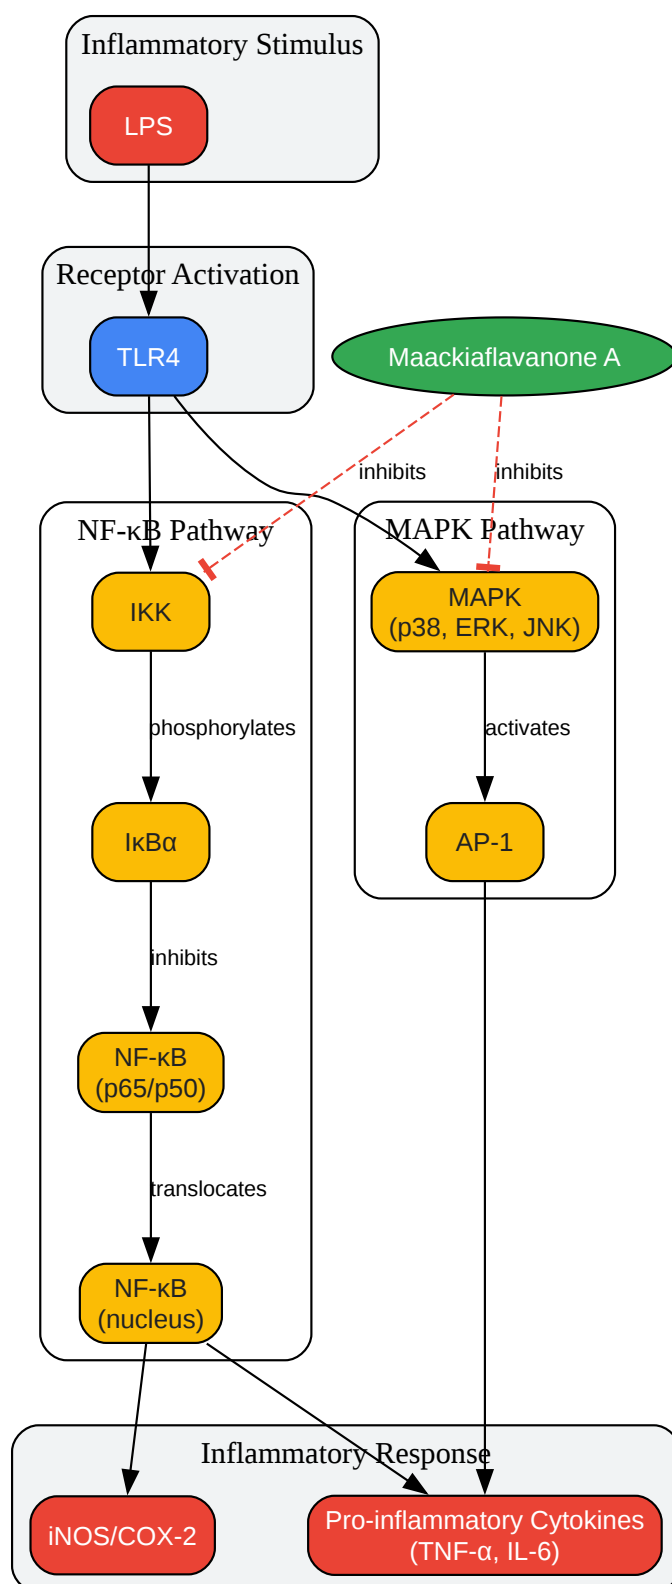 Inflammatory Stimulus
LPS
Receptor Activation
TLR4
Maackiaflavanone A
inhibits
inhibits
NF-κB Pathway
MAPK Pathway
IKK
MAPK
(p38, ERK, JNK)
phosphorylates
activates
IκBα
AP-1
inhibits
NF-κB
(p65/p50)
translocates
NF-κB
(nucleus)
Inflammatory Response
iNOS/COX-2
Pro-inflammatory Cytokines
(TNF-α, IL-6)